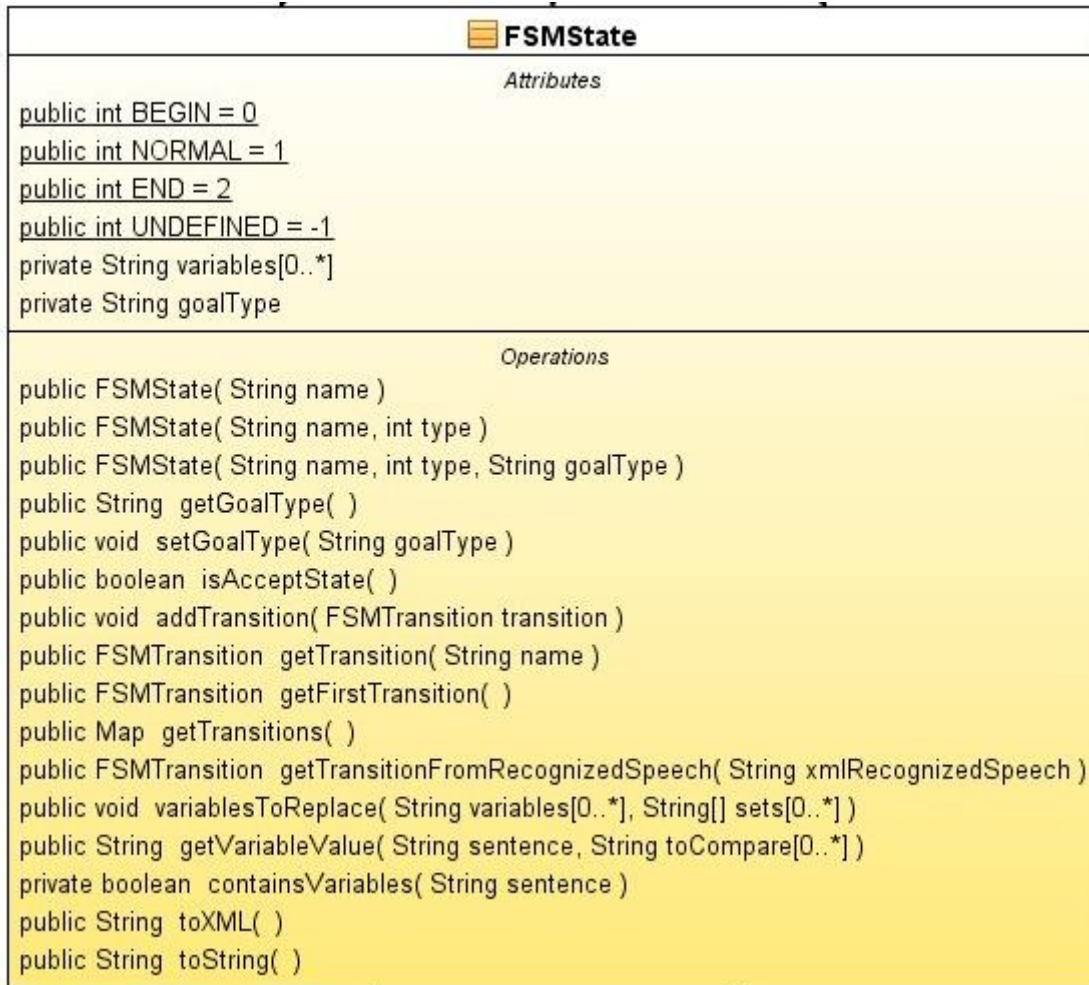 FSMState
Attributes
public int BEGIN = 0
public int NORMAL = 1
public int END = 2
public int UNDEFINED = -1
private String variables[0..*]
private String goalType
Operations
public FSMState( String name )
public FSMState( String name, int type )
public FSMState( String name, int type, String goalType )
public String getGoalType( )
public void setGoalType( String goalType )
public boolean isAcceptState( )
public void addTransition( FSMTransition transition )
public FSMTransition getTransition( String name )
public FSMTransition getFirstTransition( )
public Map getTransitions( )
public FSMTransition getTransitionFromRecognizedSpeech( String xmlRecognizedSpeech )
public void variablesToReplace( String variables[0..*], String[] sets[0..*] )
public String getVariableValue( String sentence, String toCompare[0..*] )
private boolean containsVariables( String sentence )
public String toXML( )
public String toString( )